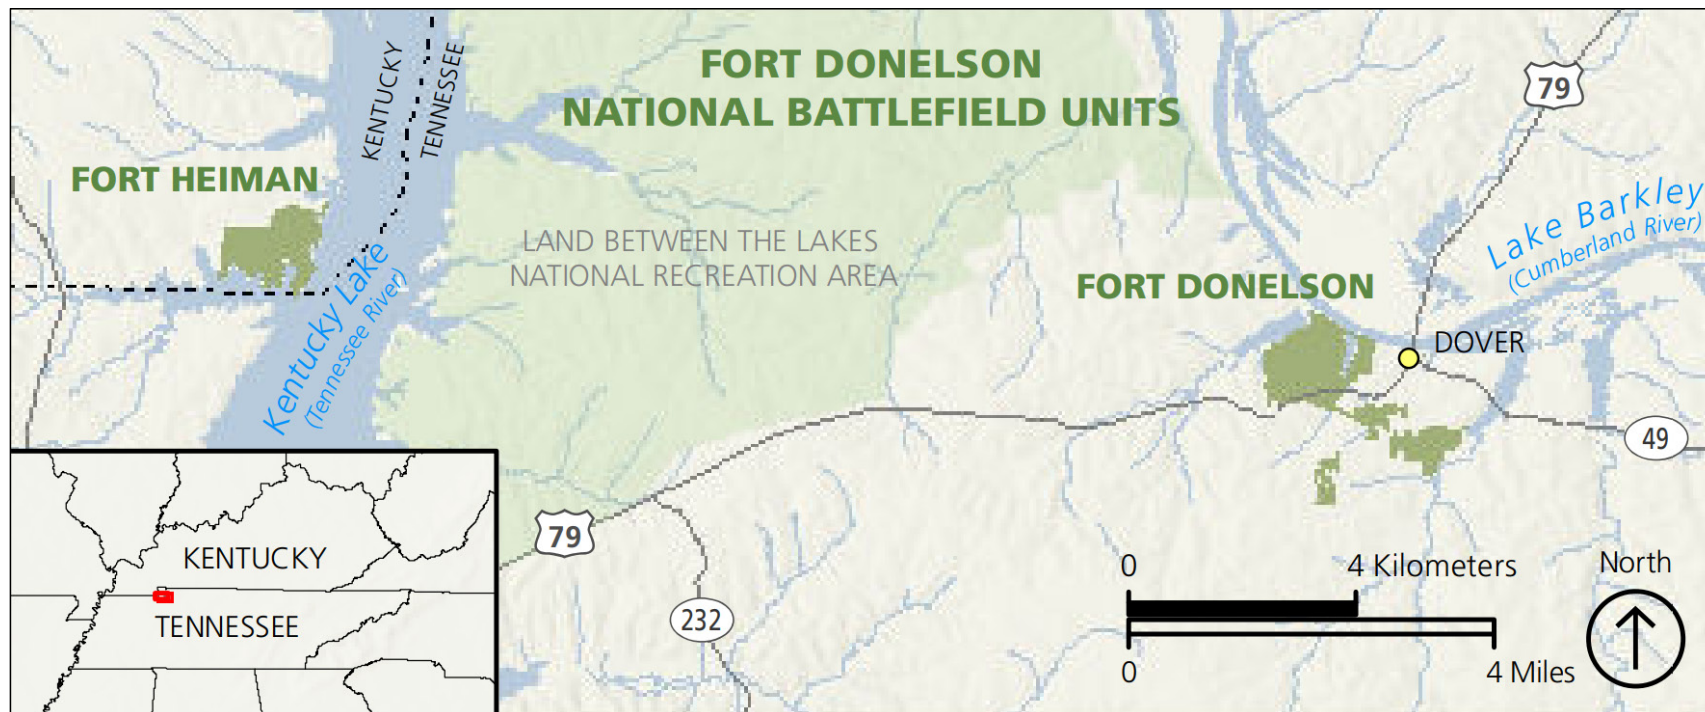 FORT DONELSON
NATIONAL BATTLEFIELD UNITS
KENTUCKY
TENNESSEE
79
FORT HEIMAN
Lake Barkley
(Cumberland River)
LAND BETWEEN THE LAKES
NATIONAL RECREATION AREA
FORT DONELSON
Kentucky Lake
(Tennessee River)
DOVER
49
79
232
KENTUCKY
TENNESSEE
0
4 Kilometers
0
4 Miles
North